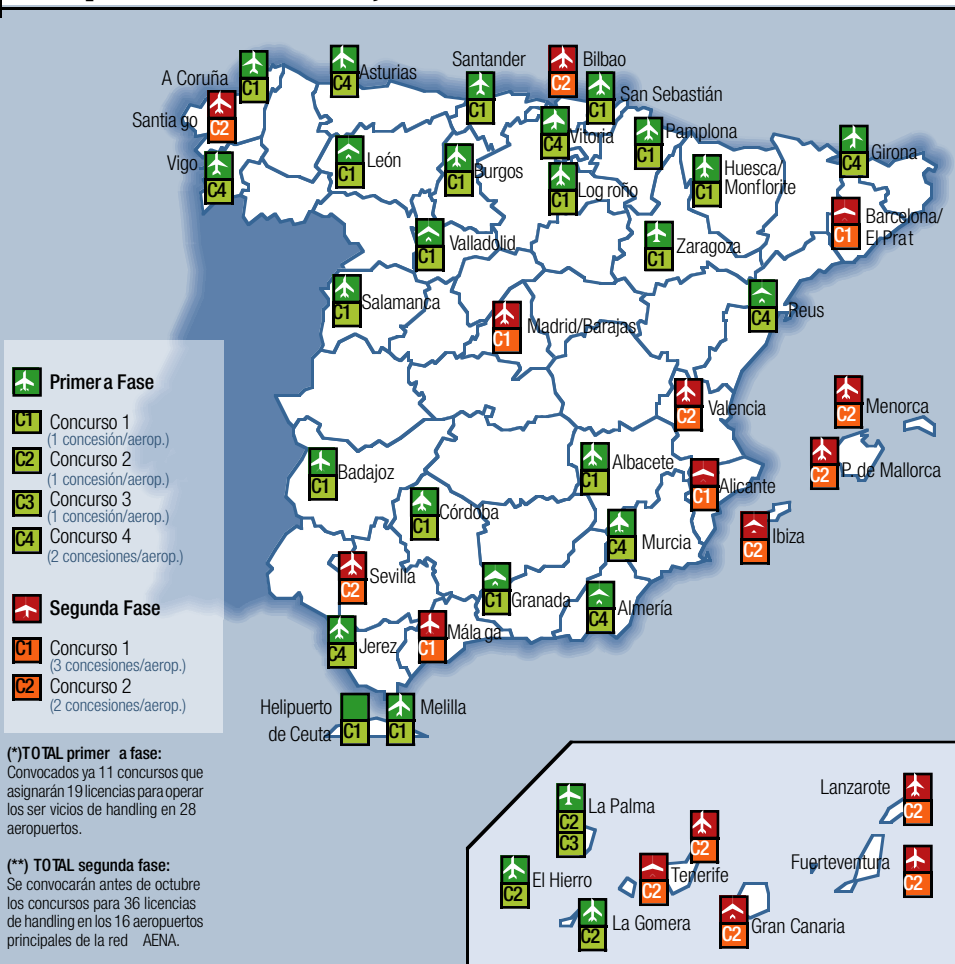 A Coruña
C1
C4
Asturias
Santander
C1
Bilbao
C2
San Sebastián
C1
Santia go
C2
Vitoria
C4
Pamplona
C1
Girona
C4
Vigo
C4
León
C1
Burgos
C1
Log roño
C1
Huesca/
Monflorite
C1
Barcelona/
El Prat
C1
Valladolid
C1
Zaragoza
C1
Salamanca
C1
Madrid/Barajas
C1
Reus
C4
Valencia
C2
Menorca
C2
P. de Mallorca
C2
Badajoz
C1
Albacete
C1
Alicante
C1
Córdoba
C1
Murcia
C4
Ibiza
C2
Sevilla
C2
Granada
C1
Almería
C4
Jerez
C4
Mála ga
C1
Helipuerto
de Ceuta
C1
Melilla
C1
Primer a Fase
C1 Concurso 1
(1 concesión/aerop.)
C2 Concurso 2
(1 concesión/aerop.)
C3 Concurso 3
(1 concesión/aerop.)
C4 Concurso 4
(2 concesiones/aerop.)
Segunda Fase
C1 Concurso 1
(3 concesiones/aerop.)
C2 Concurso 2
(2 concesiones/aerop.)
(*)TOTAL primer a fase:
Convocados ya 11 concursos que
asignarán 19 licencias para operar
los ser vicios de handling en 28
aeropuertos.
(**) TOTAL segunda fase:
Se convocarán antes de octubre
los concursos para 36 licencias
de handling en los 16 aeropuertos
principales de la red AENA.
La Palma
C2
C3
Lanzarote
C2
C2
Tenerife
C2
Fuerteventura
C2
El Hierro
C2
La Gomera
C2
Gran Canaria
C2